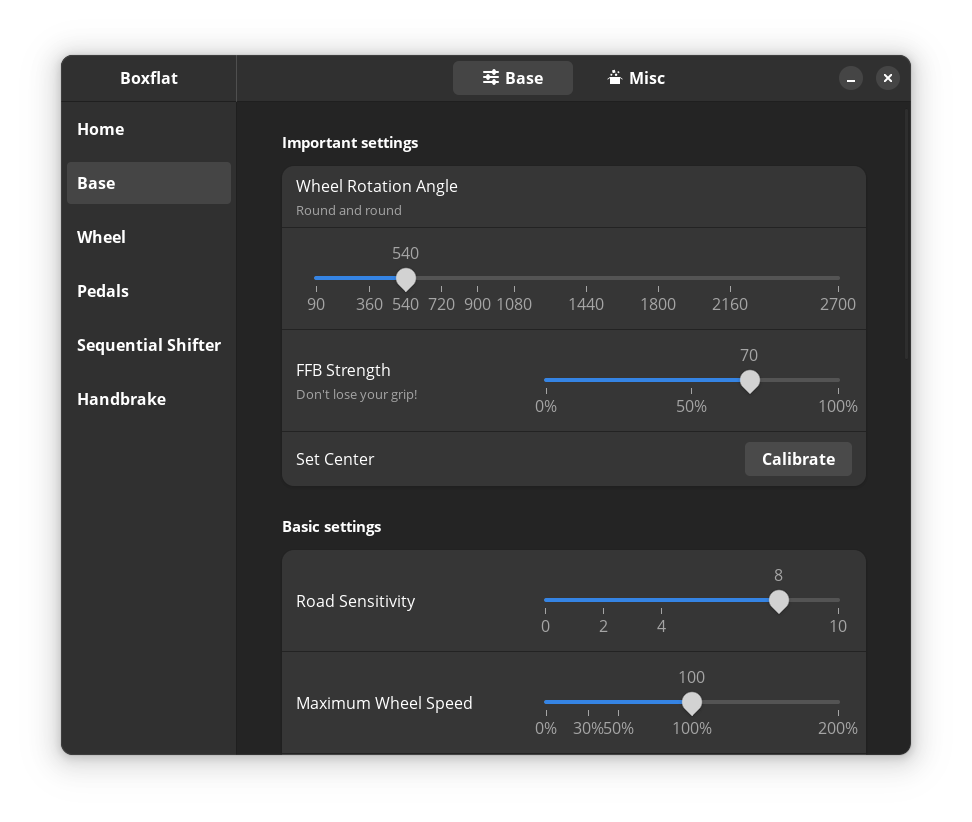 Boxflat
Base
Misc
Home
Base
Wheel
Pedals
Sequential Shifter
Handbrake
Important settings
Wheel Rotation Angle
Round and round
540
90 360 540 720 900 1080 1440 1800 2160 2700
FFB Strength
Don't lose your grip!
70
0% 50% 100%
Set Center
Calibrate
Basic settings
Road Sensitivity
8
0 2 4 10
Maximum Wheel Speed
100
0% 30% 50% 100% 200%